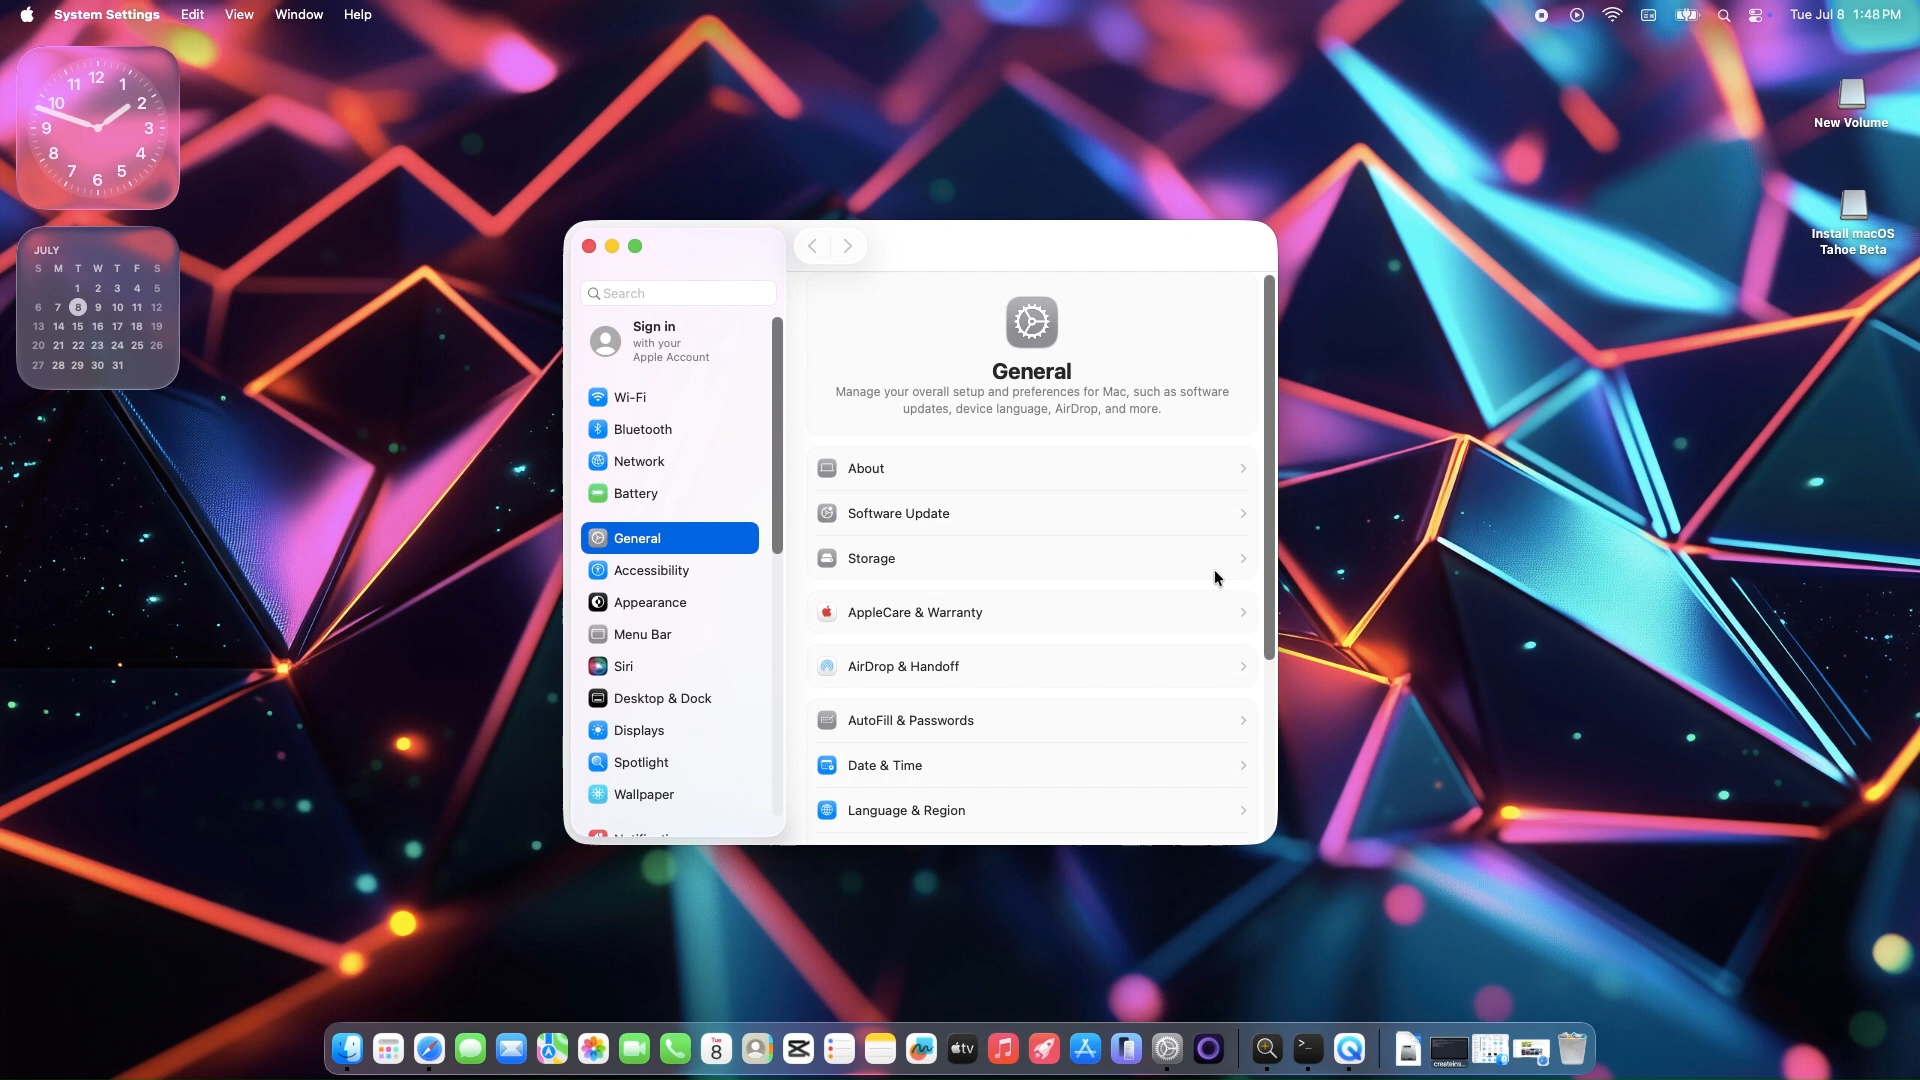 System Settings Edit View Window Help
Tue Jul 8 1:48 PM
12
11 1
10 2
9 3
8 4
7 5
6
JULY
S M T W T F S
1 2 3 4 5
6 7 8 9 10 11 12
13 14 15 16 17 18 19
20 21 22 23 24 25 26
27 28 29 30 31
New Volume
Install macOS
Tahoe Beta
Search
Sign in
with your
Apple Account
Wi-Fi
Bluetooth
Network
Battery
General
Accessibility
Appearance
Menu Bar
Siri
Desktop & Dock
Displays
Spotlight
Wallpaper
General
Manage your overall setup and preferences for Mac, such as software
updates, device language, AirDrop, and more.
About
Software Update
Storage
AppleCare & Warranty
AirDrop & Handoff
AutoFill & Passwords
Date & Time
Language & Region
Tue
8
tv
>_
createins...